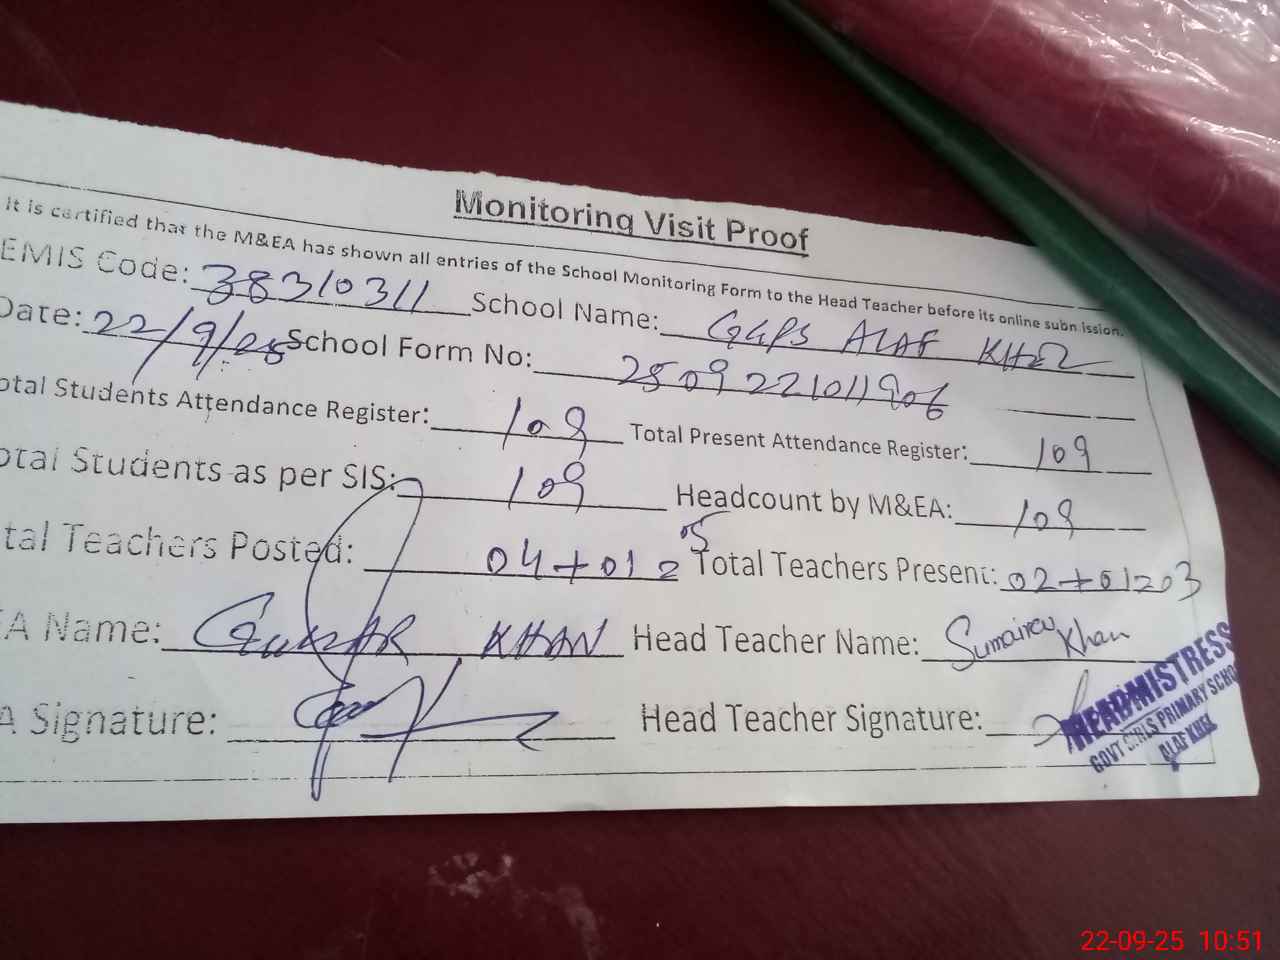 Monitoring Visit Proof
It is certified that the M&EA has shown all entries of the School Monitoring Form to the Head Teacher before its online submission.
EMIS Code: 38310311 School Name: GGPS ALAF KHEL
Date: 22/9/25 School Form No: 2509221011906
otal Students Attendance Register: 109 Total Present Attendance Register: 109
otal Students as per SIS: 109 Headcount by M&EA: 109
tal Teachers Posted: 04+01= 05 Total Teachers Present: 02+01=03
EA Name: KHAN Head Teacher Name: Sumaira Khan
A Signature: Head Teacher Signature:
HEADMISTRESS
GOVT GIRLS PRIMARY SCHO
ALAF KHEL
22-09-25 10:51